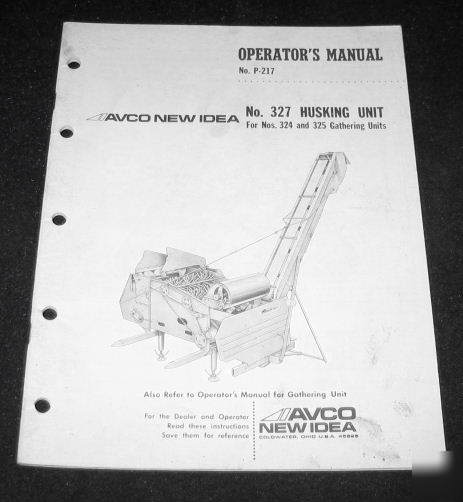 OPERATOR'S MANUAL
No. P-217
AVCO NEW IDEA
No. 327 HUSKING UNIT
For Nos. 324 and 325 Gathering Units
Also Refer to Operator's Manual for Gathering Unit
For the Dealer and Operator
Read these instructions
Save them for reference
AVCO
NEW IDEA
COLDWATER, OHIO U.S.A. 45828